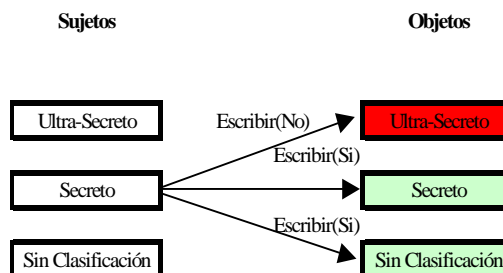 Sujetos Objetos
Ultra-Secreto Escribir(No) Ultra-Secreto
Escribir(Si)
Secreto Secreto
Escribir(Si)
Sin Clasificación Sin Clasificación